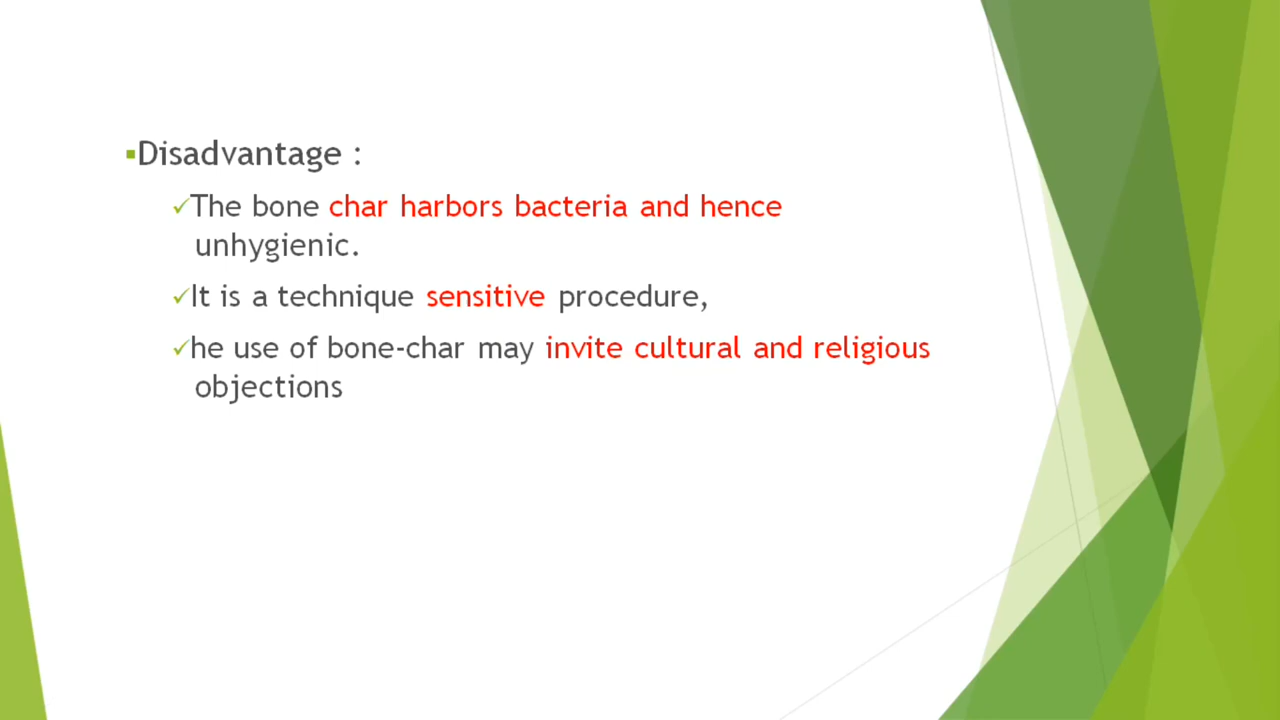 ▪Disadvantage :
✓The bone char harbors bacteria and hence
unhygienic.
✓It is a technique sensitive procedure,
✓he use of bone-char may invite cultural and religious
objections